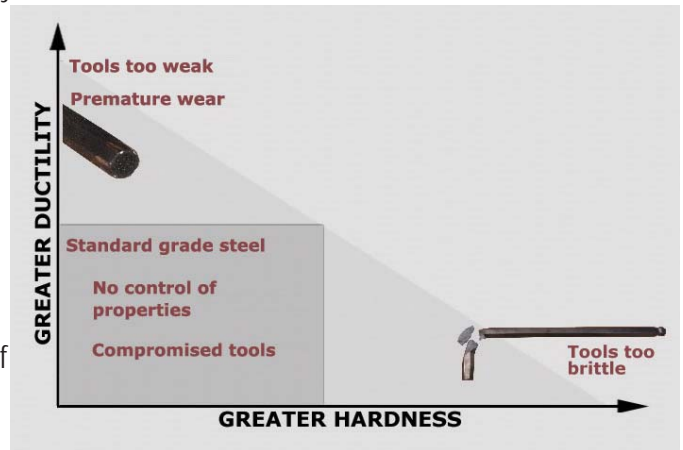 Tools too weak
Premature wear
GREATER DUCTILITY
Standard grade steel
No control of
properties
Compromised tools
f
Tools too
brittle
GREATER HARDNESS